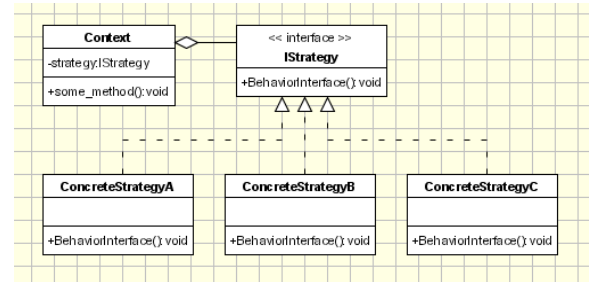 Context
-strategy:IStrategy
+some_method():void
<< interface >>
IStrategy
+BehaviorInterface():void
ConcreteStrategyA
+BehaviorInterface():void
ConcreteStrategyB
+BehaviorInterface():void
ConcreteStrategyC
+BehaviorInterface():void